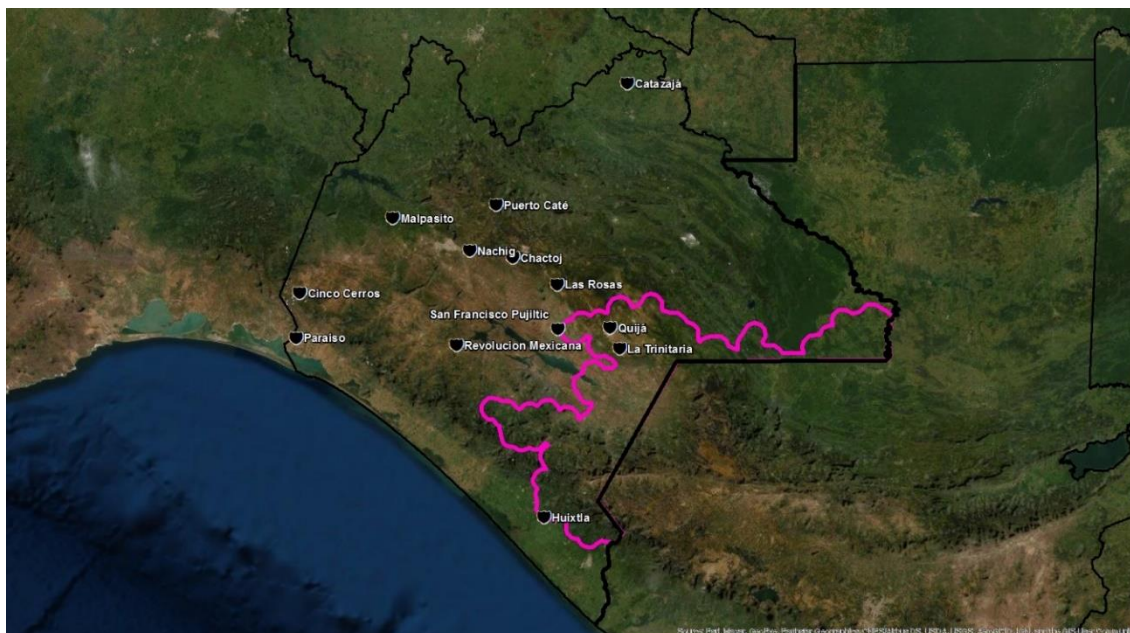 Catazajá
Puerto Caté
Malpasito
Nachig
Chactoj
Las Rosas
Cinco Cerros
San Francisco Pujiltic
Quijá
Paraiso
Revolucion Mexicana
La Trinitaria
Huixtla